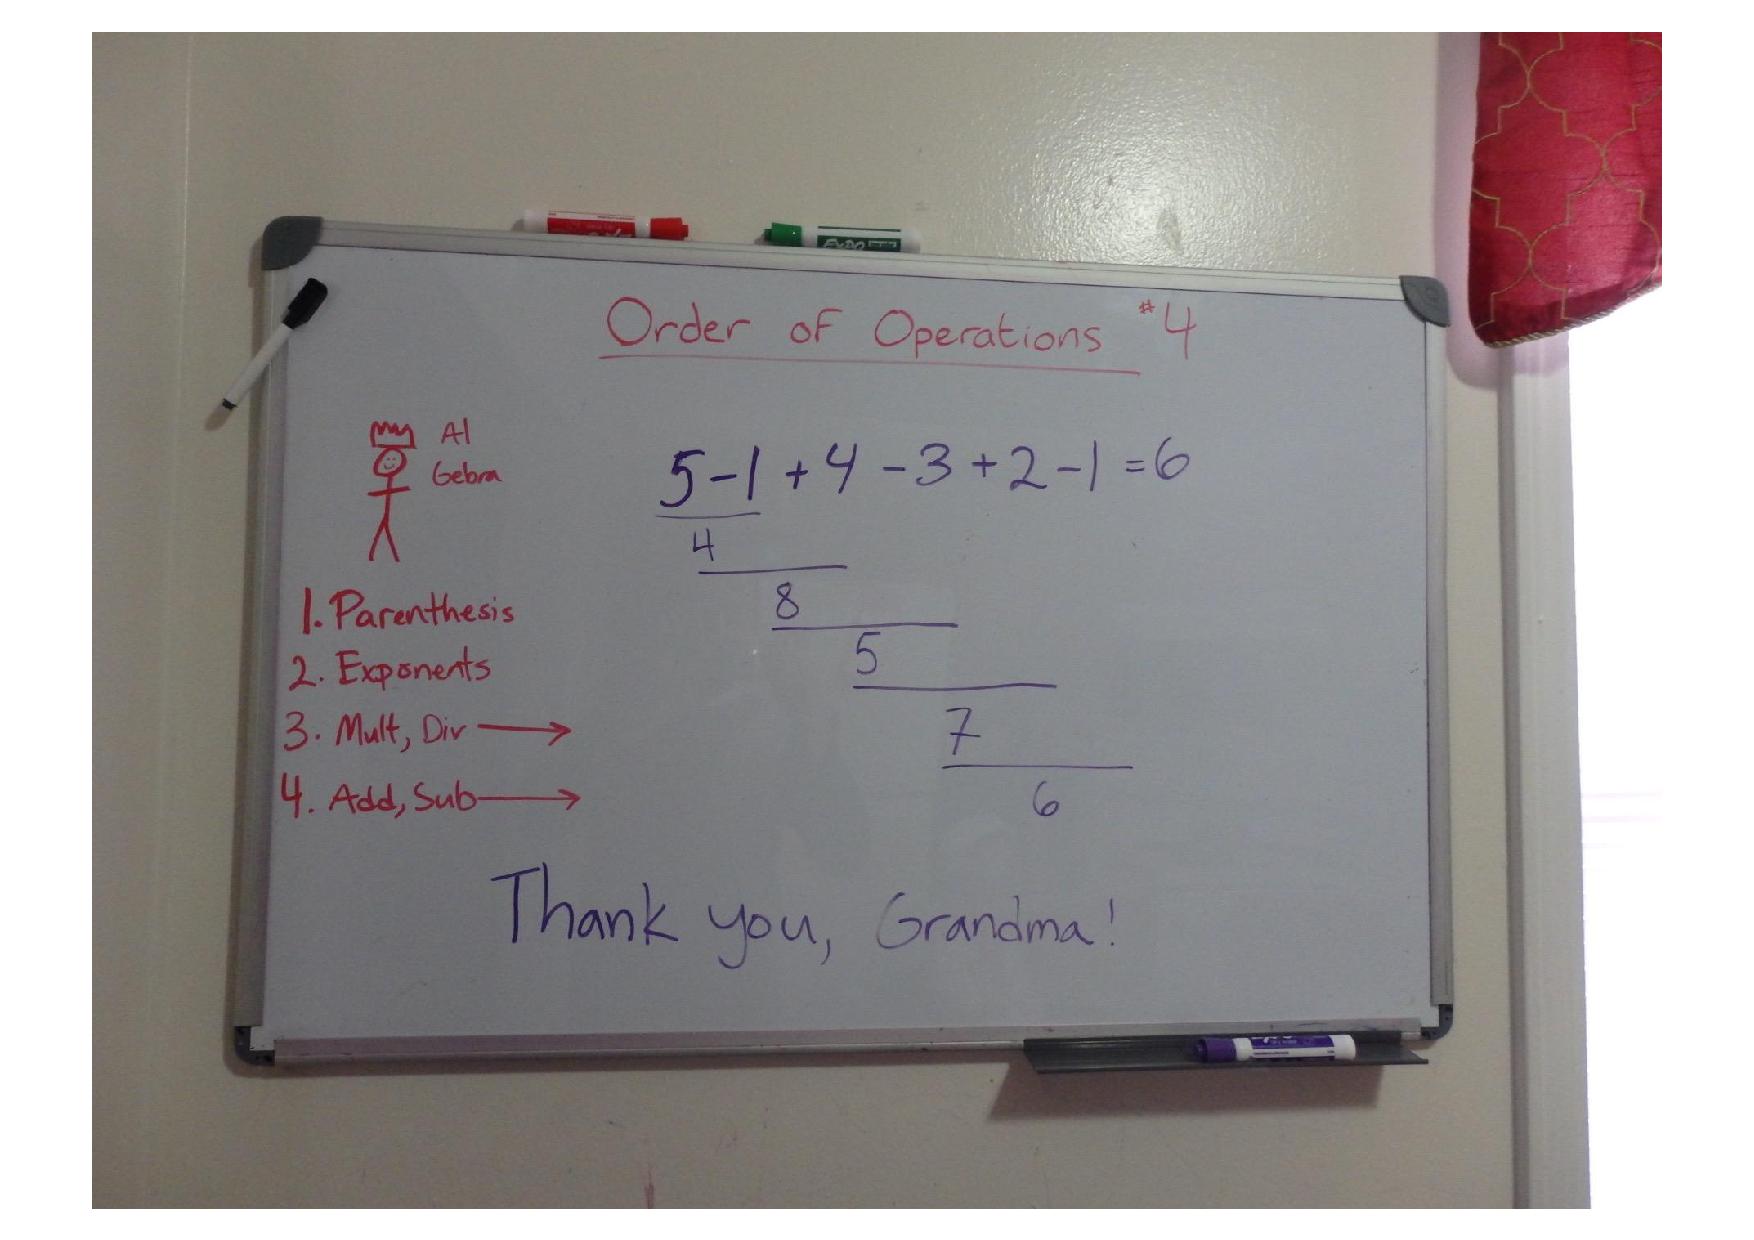 Order of Operations #4
Al
Gebra
5-1+4-3+2-1=6
4
8
5
7
6
1. Parenthesis
2. Exponents
3. Mult, Div →
4. Add, Sub →
Thank you, Grandma!
EXPO